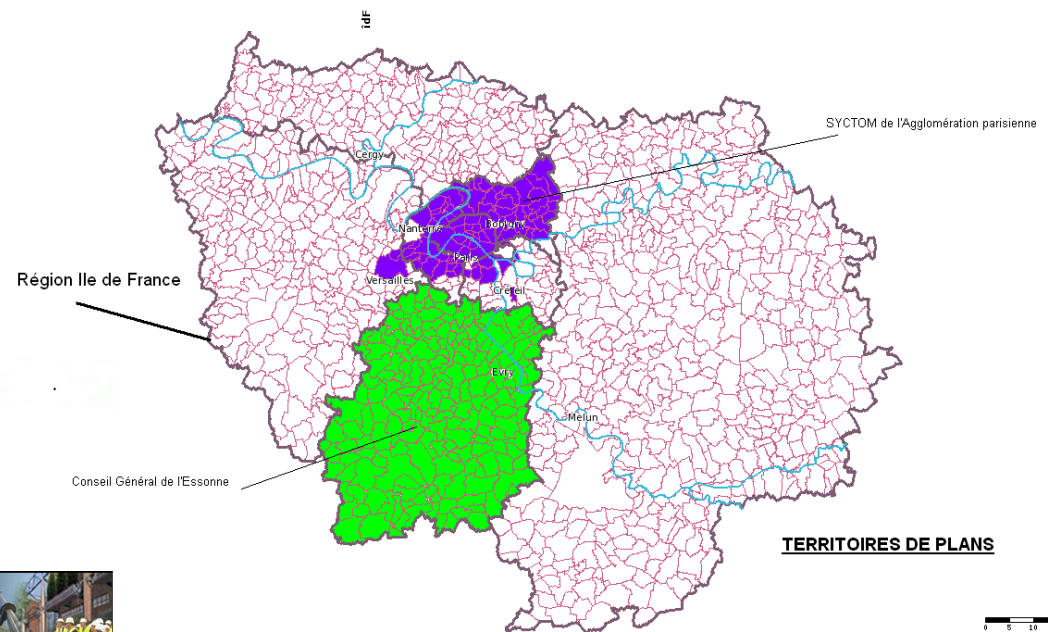 îdF
SYCTOM de l'Agglomération parisienne
Cergy
Nanterre
Bobigny
Paris
Versailles
Créteil
Région Ile de France
Evry
Melun
Conseil Général de l'Essonne
TERRITOIRES DE PLANS
0 5 10